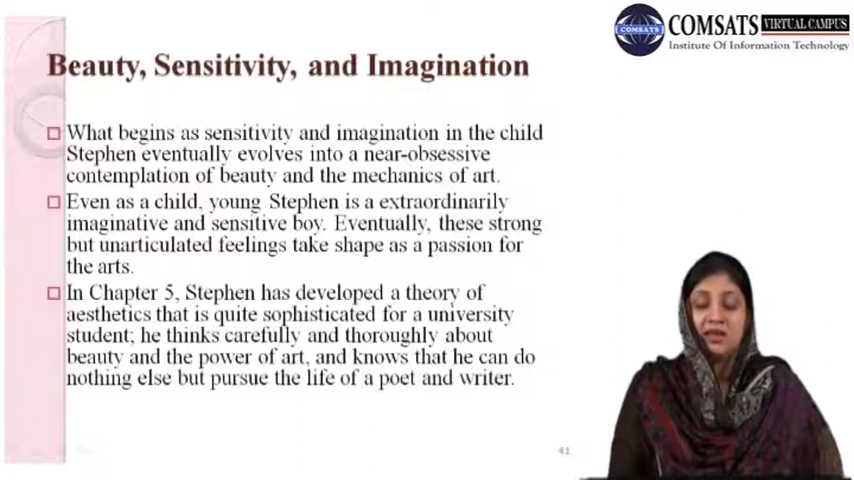 COMSATS VIRTUAL CAMPUS
COMSATS
Institute Of Information Technology
Beauty, Sensitivity, and Imagination
What begins as sensitivity and imagination in the child
Stephen eventually evolves into a near-obsessive
contemplation of beauty and the mechanics of art.
Even as a child, young Stephen is a extraordinarily
imaginative and sensitive boy. Eventually, these strong
but unarticulated feelings take shape as a passion for
the arts.
In Chapter 5, Stephen has developed a theory of
aesthetics that is quite sophisticated for a university
student; he thinks carefully and thoroughly about
beauty and the power of art, and knows that he can do
nothing else but pursue the life of a poet and writer.
41